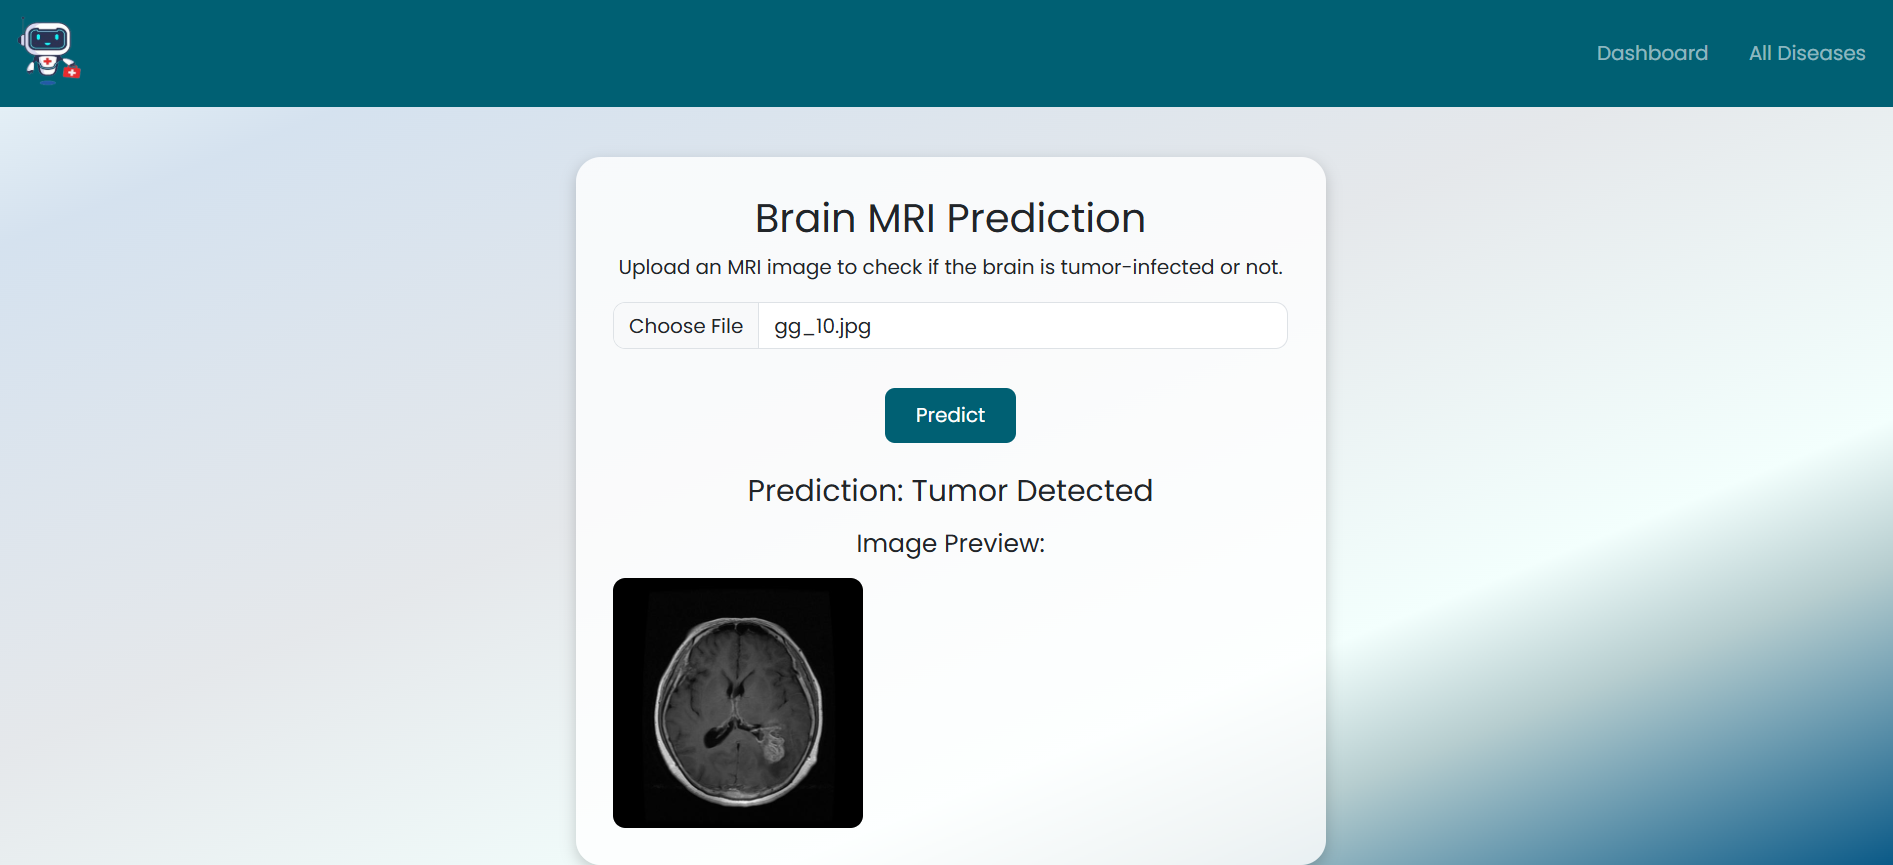 Dashboard All Diseases
Brain MRI Prediction
Upload an MRI image to check if the brain is tumor-infected or not.
Choose File gg_10.jpg
Predict
Prediction: Tumor Detected
Image Preview: